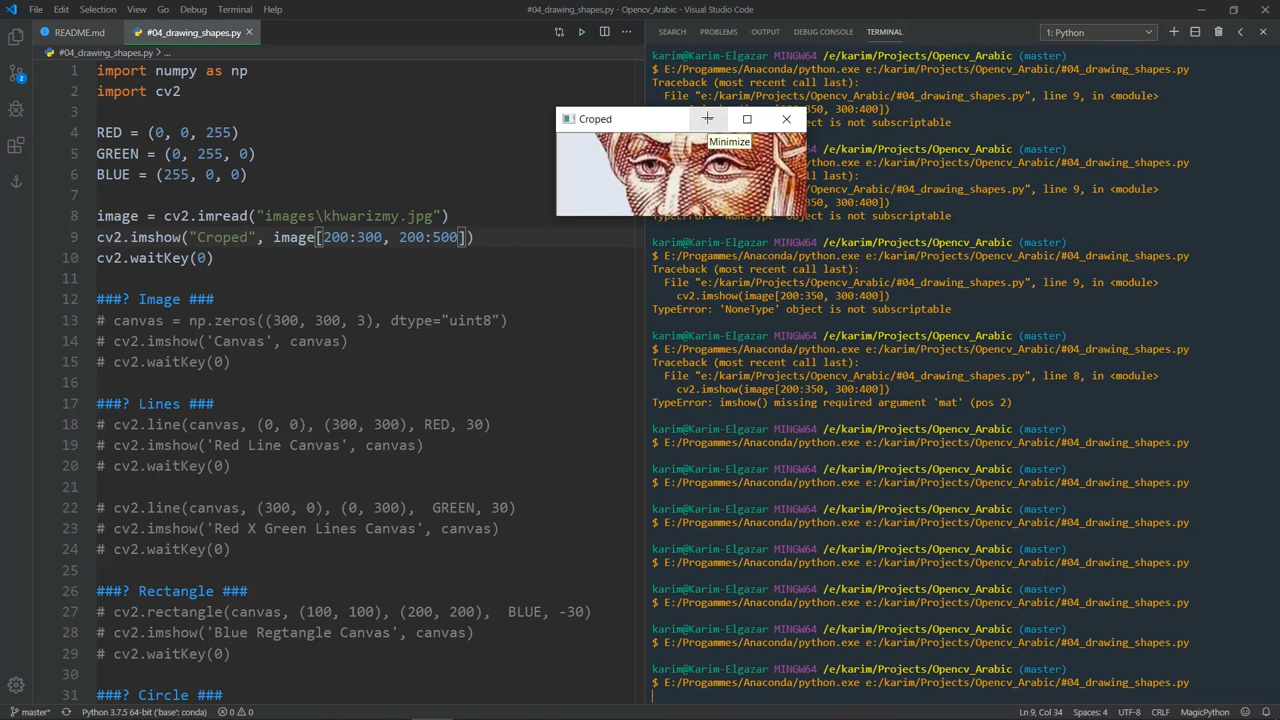 File Edit Selection View Go Debug Terminal Help
#04_drawing_shapes.py - Opencv_Arabic - Visual Studio Code
README.md
#04_drawing_shapes.py
#04_drawing_shapes.py > ...
2
1 import numpy as np
2 import cv2
3
4 RED = (0, 0, 255)
5 GREEN = (0, 255, 0)
6 BLUE = (255, 0, 0)
7
8 image = cv2.imread("images\khwarizmy.jpg")
9 cv2.imshow("Croped", image[200:300, 200:500])
10 cv2.waitKey(0)
11
12 ###? Image ###
13 # canvas = np.zeros((300, 300, 3), dtype="uint8")
14 # cv2.imshow('Canvas', canvas)
15 # cv2.waitKey(0)
16
17 ###? Lines ###
18 # cv2.line(canvas, (0, 0), (300, 300), RED, 30)
19 # cv2.imshow('Red Line Canvas', canvas)
20 # cv2.waitKey(0)
21
22 # cv2.line(canvas, (300, 0), (0, 300),  GREEN, 30)
23 # cv2.imshow('Red X Green Lines Canvas', canvas)
24 # cv2.waitKey(0)
25
26 ###? Rectangle ###
27 # cv2.rectangle(canvas, (100, 100), (200, 200),  BLUE, -30)
28 # cv2.imshow('Blue Regtangle Canvas', canvas)
29 # cv2.waitKey(0)
30
31 ###? Circle ###
Croped
Minimize
SEARCH PROBLEMS OUTPUT DEBUG CONSOLE TERMINAL
1: Python
karim@Karim-Elgazar MINGW64 /e/karim/Projects/Opencv_Arabic (master)
$ E:/Progammes/Anaconda/python.exe e:/karim/Projects/Opencv_Arabic/#04_drawing_shapes.py
Traceback (most recent call last):
File "e:/karim/Projects/Opencv_Arabic/#04_drawing_shapes.py", line 9, in <module>
300:400])
object is not subscriptable
MINGW64 /e/karim/Projects/Opencv_Arabic (master)
e:/karim/Projects/Opencv_Arabic/#04_drawing_shapes.py
last):
/#04_drawing_shapes.py", line 9, in <module>
300:400])
object is not subscriptable
karim@Karim-Elgazar MINGW64 /e/karim/Projects/Opencv_Arabic (master)
$ E:/Progammes/Anaconda/python.exe e:/karim/Projects/Opencv_Arabic/#04_drawing_shapes.py
Traceback (most recent call last):
File "e:/karim/Projects/Opencv_Arabic/#04_drawing_shapes.py", line 9, in <module>
cv2.imshow(image[200:350, 300:400])
TypeError: 'NoneType' object is not subscriptable
karim@Karim-Elgazar MINGW64 /e/karim/Projects/Opencv_Arabic (master)
$ E:/Progammes/Anaconda/python.exe e:/karim/Projects/Opencv_Arabic/#04_drawing_shapes.py
Traceback (most recent call last):
File "e:/karim/Projects/Opencv_Arabic/#04_drawing_shapes.py", line 8, in <module>
cv2.imshow(image[200:350, 300:400])
TypeError: imshow() missing required argument 'mat' (pos 2)
karim@Karim-Elgazar MINGW64 /e/karim/Projects/Opencv_Arabic (master)
$ E:/Progammes/Anaconda/python.exe e:/karim/Projects/Opencv_Arabic/#04_drawing_shapes.py
karim@Karim-Elgazar MINGW64 /e/karim/Projects/Opencv_Arabic (master)
$ E:/Progammes/Anaconda/python.exe e:/karim/Projects/Opencv_Arabic/#04_drawing_shapes.py
karim@Karim-Elgazar MINGW64 /e/karim/Projects/Opencv_Arabic (master)
$ E:/Progammes/Anaconda/python.exe e:/karim/Projects/Opencv_Arabic/#04_drawing_shapes.py
karim@Karim-Elgazar MINGW64 /e/karim/Projects/Opencv_Arabic (master)
$ E:/Progammes/Anaconda/python.exe e:/karim/Projects/Opencv_Arabic/#04_drawing_shapes.py
karim@Karim-Elgazar MINGW64 /e/karim/Projects/Opencv_Arabic (master)
$ E:/Progammes/Anaconda/python.exe e:/karim/Projects/Opencv_Arabic/#04_drawing_shapes.py
karim@Karim-Elgazar MINGW64 /e/karim/Projects/Opencv_Arabic (master)
$ E:/Progammes/Anaconda/python.exe e:/karim/Projects/Opencv_Arabic/#04_drawing_shapes.py
karim@Karim-Elgazar MINGW64 /e/karim/Projects/Opencv_Arabic (master)
$ E:/Progammes/Anaconda/python.exe e:/karim/Projects/Opencv_Arabic/#04_drawing_shapes.py
master* Python 3.7.5 64-bit ('base': conda) 0 0
Ln 9, Col 34 Spaces: 4 UTF-8 CRLF MagicPython